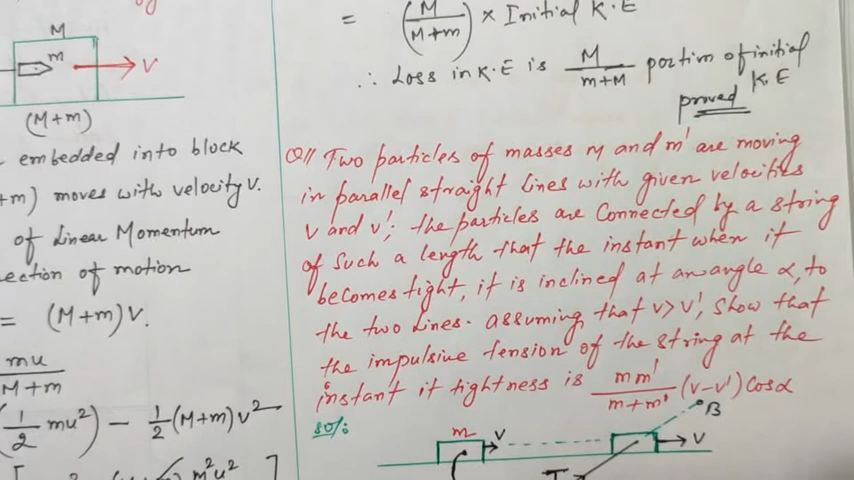 M
m
V
(M+m)
embedded into block
+m) moves with velocity V.
of Linear Momentum
ection of motion
= (M+m)V.
mu
M+m
(1/2 mu²) - 1/2 (M+m)v²
m²u² ]
= (M/(M+m)) × Initial K.E
∴ Loss in K.E is M/(m+M) portion of initial K.E
proved
Q// Two particles of masses m and m' are moving
in parallel straight lines with given velocities
v and v'; the particles are connected by a string
of such a length that the instant when it
becomes tight, it is inclined at an angle α, to
the two lines. assuming that v>v', show that
the impulsive tension of the string at the
instant it tightness is mm'/(m+m') (v-v') Cosα
Sol:
m
V
B
V
T